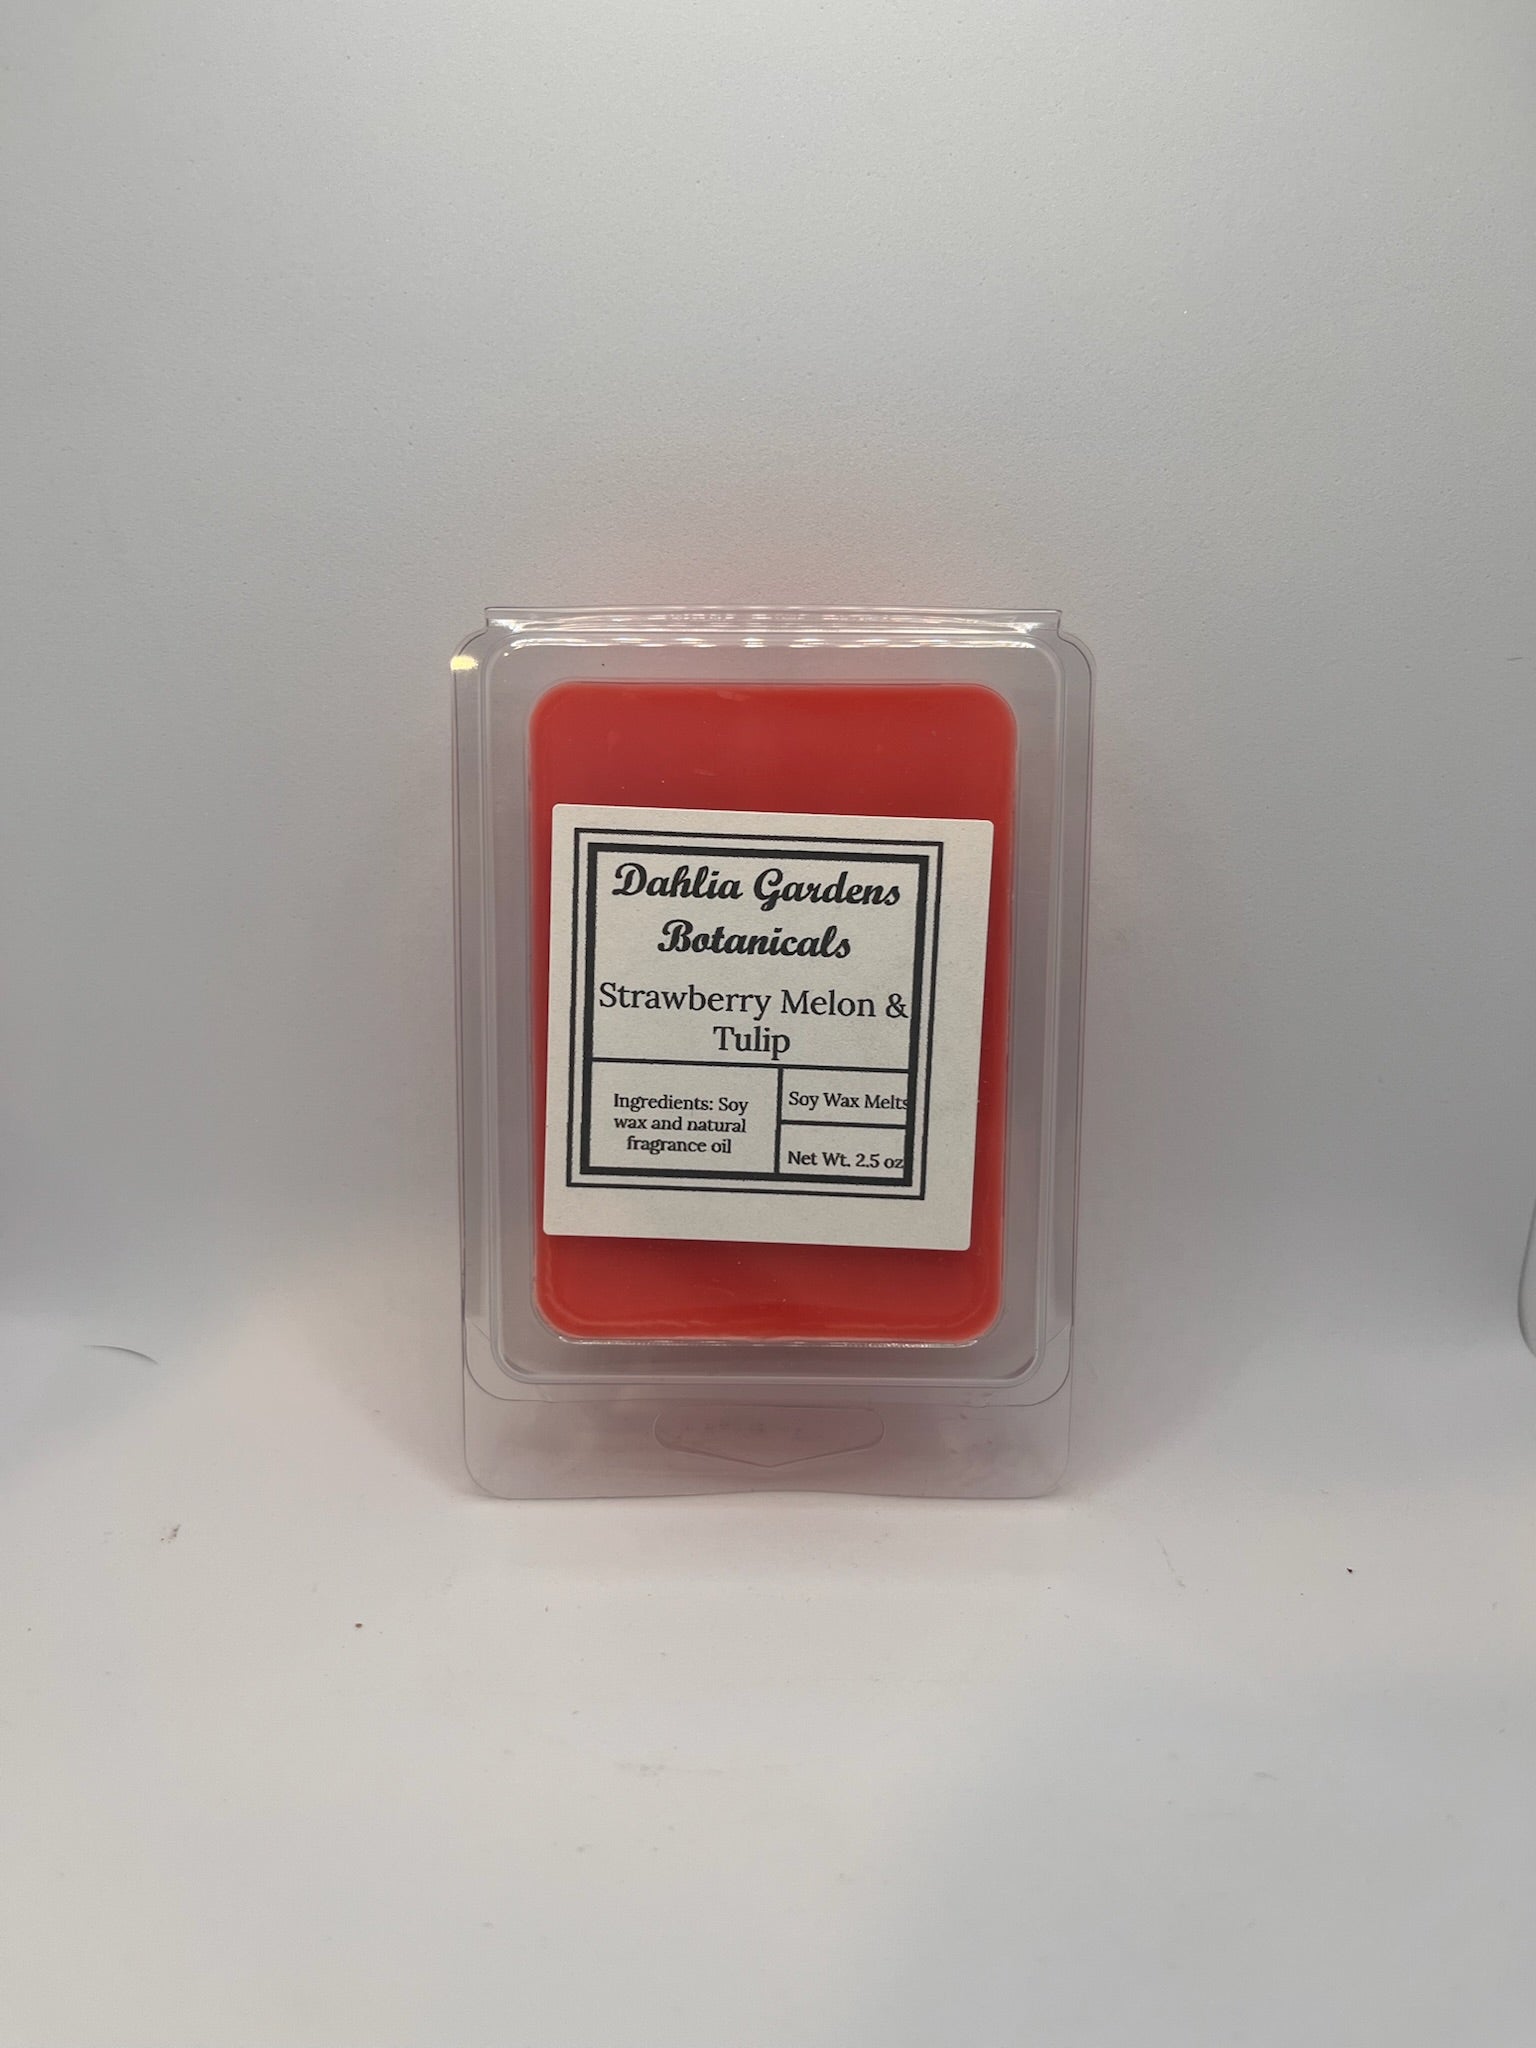 Dahlia Gardens
Botanicals
Strawberry Melon &
Tulip
Ingredients: Soy
wax and natural
fragrance oil
Soy Wax Melts
Net Wt. 2.5 oz